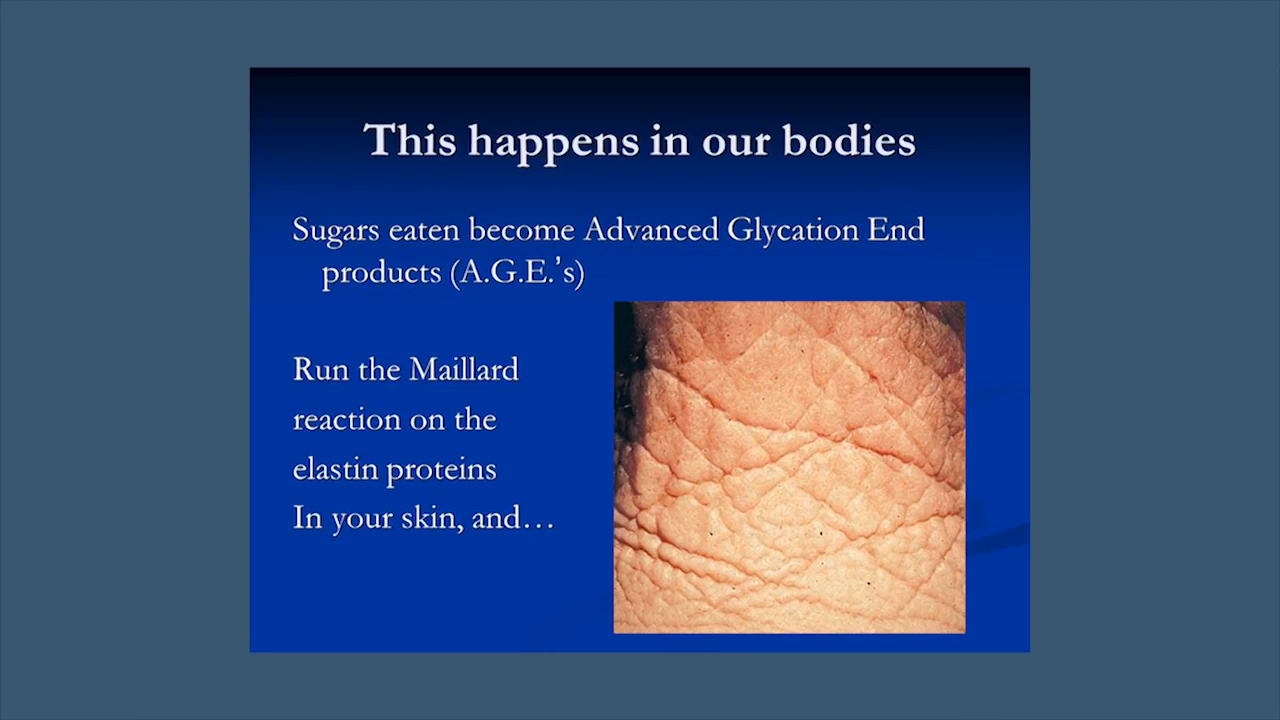 This happens in our bodies
Sugars eaten become Advanced Glycation End
products (A.G.E.’s)
Run the Maillard
reaction on the
elastin proteins
In your skin, and…